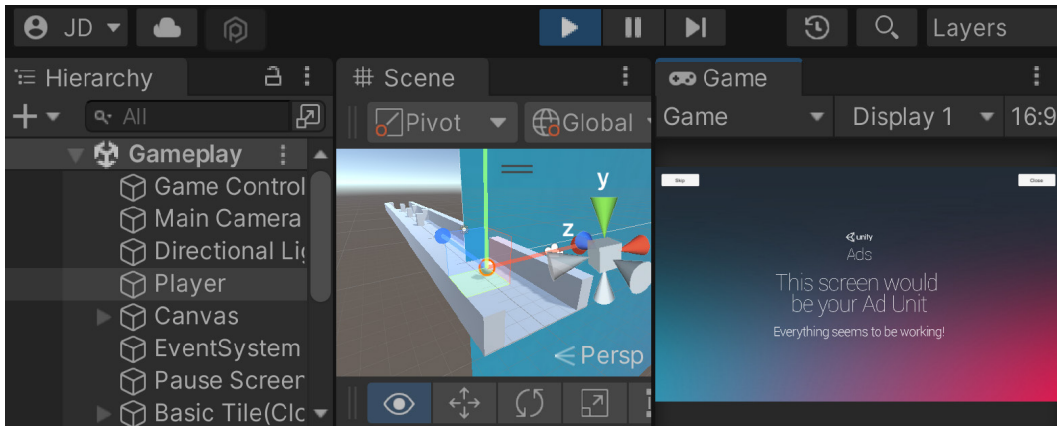 JD
Layers
Hierarchy
All
Gameplay
Game Control
Main Camera
Directional Li
Player
Canvas
EventSystem
Pause Screen
Basic Tile(Clc
Scene
Pivot
Global
y
z
Persp
Game
Game
Display 1
16:9
Skip
Close
unity
Ads
This screen would
be your Ad Unit
Everything seems to be working!